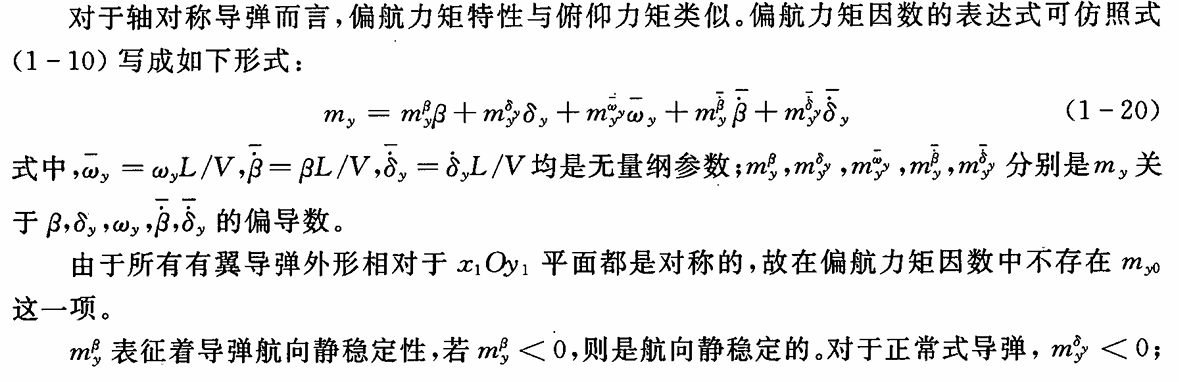 对于轴对称导弹而言,偏航力矩特性与俯仰力矩类似。偏航力矩因数的表达式可仿照式
(1-10)写成如下形式:
$m_y = m_y^{\beta}\beta + m_y^{\delta_y}\delta_y + m_y^{\bar{\omega}_y}\bar{\omega}_y + m_y^{\bar{\dot{\beta}}}\bar{\dot{\beta}} + m_y^{\bar{\dot{\delta}}_y}\bar{\dot{\delta}}_y$ (1-20)
式中,$\bar{\omega}_y = \omega_y L/V, \bar{\dot{\beta}} = \beta L/V, \bar{\dot{\delta}}_y = \dot{\delta}_y L/V$ 均是无量纲参数;$m_y^{\beta}, m_y^{\delta_y}, m_y^{\bar{\omega}_y}, m_y^{\bar{\dot{\beta}}}, m_y^{\bar{\dot{\delta}}_y}$ 分别是 $m_y$ 关
于 $\beta, \delta_y, \omega_y, \bar{\dot{\beta}}, \bar{\dot{\delta}}_y$ 的偏导数。
由于所有有翼导弹外形相对于 $x_1Oy_1$ 平面都是对称的,故在偏航力矩因数中不存在 $m_{y0}$
这一项。
$m_y^{\beta}$ 表征着导弹航向静稳定性,若 $m_y^{\beta} < 0$,则是航向静稳定的。对于正常式导弹,$m_y^{\delta_y} < 0$;